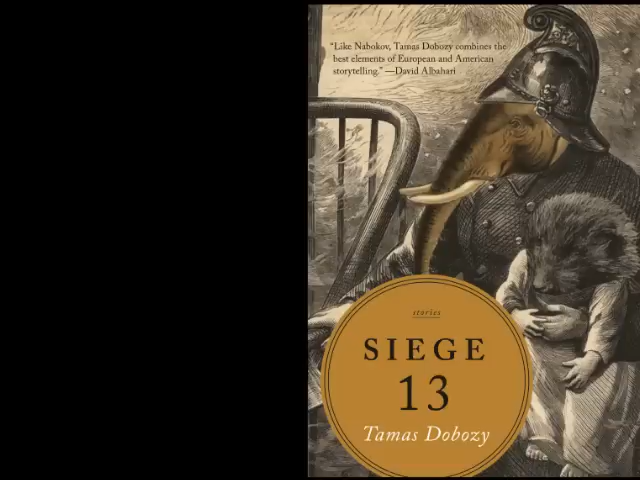 “Like Nabokov, Tamas Dobozy combines the
best elements of European and American
storytelling.” —David Albahari
stories
SIEGE
13
Tamas Dobozy